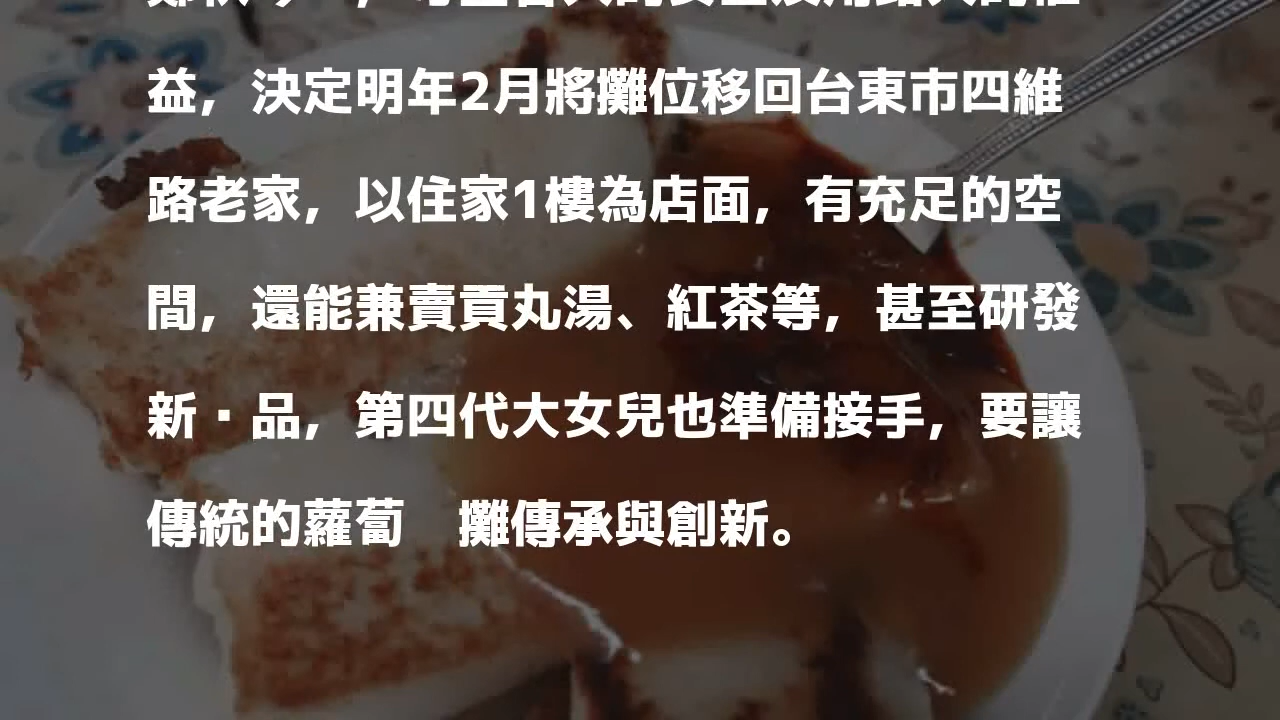 益，決定明年2月將攤位移回台東市四維
路老家，以住家1樓為店面，有充足的空
間，還能兼賣貢丸湯、紅茶等，甚至研發
新・品，第四代大女兒也準備接手，要讓
傳統的蘿蔔　攤傳承與創新。